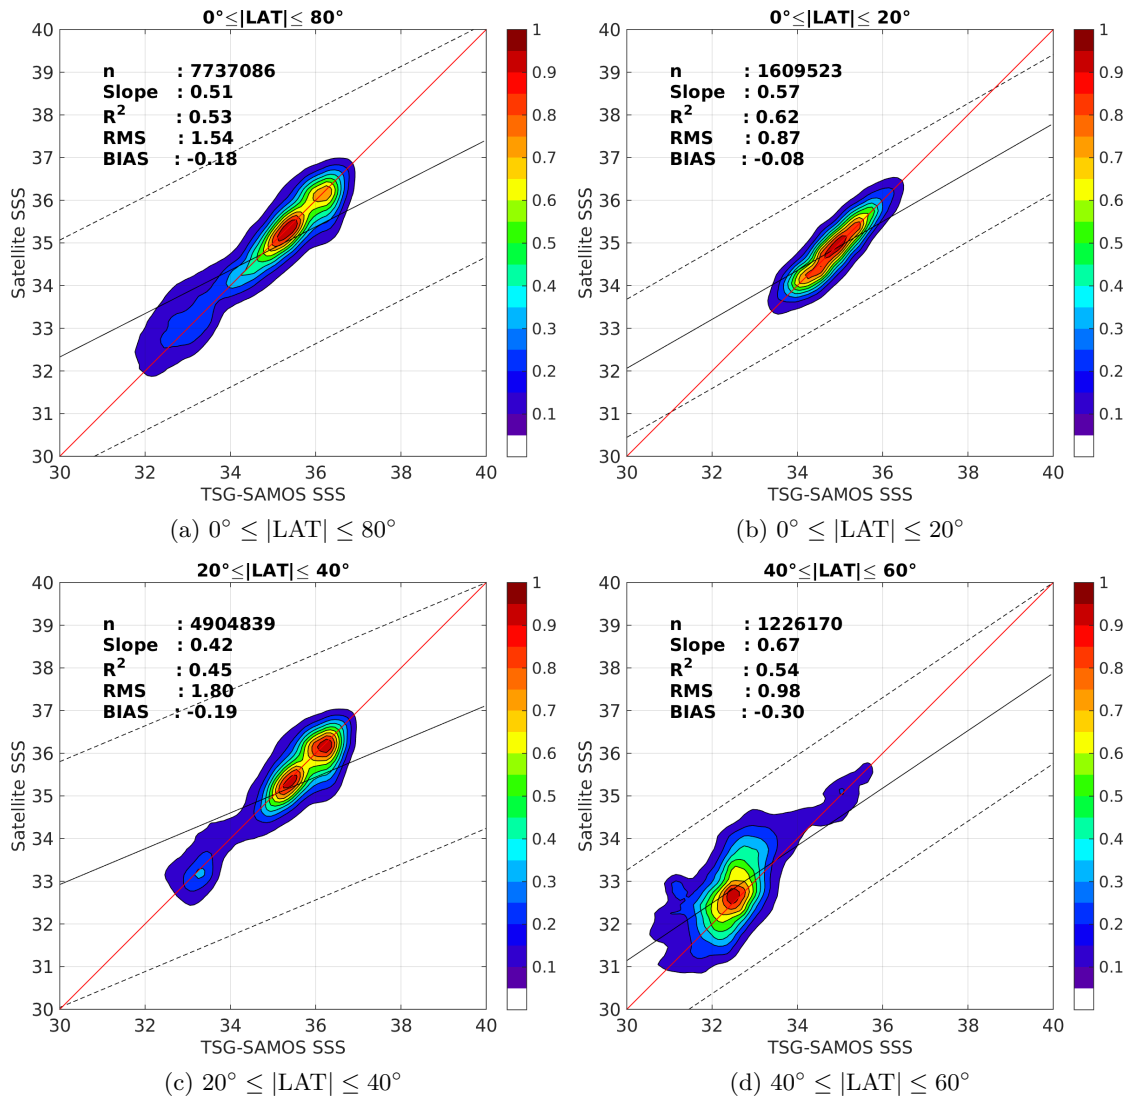 0°≤|LAT|≤ 80°
n : 7737086
Slope : 0.51
R² : 0.53
RMS : 1.54
BIAS : -0.18
40
39
38
37
36
35
34
33
32
31
30
30 32 34 36 38 40
Satellite SSS
TSG-SAMOS SSS
1
0.9
0.8
0.7
0.6
0.5
0.4
0.3
0.2
0.1
(a) 0° ≤ |LAT| ≤ 80°
0°≤|LAT|≤ 20°
n : 1609523
Slope : 0.57
R² : 0.62
RMS : 0.87
BIAS : -0.08
40
39
38
37
36
35
34
33
32
31
30
30 32 34 36 38 40
Satellite SSS
TSG-SAMOS SSS
1
0.9
0.8
0.7
0.6
0.5
0.4
0.3
0.2
0.1
(b) 0° ≤ |LAT| ≤ 20°
20°≤|LAT|≤ 40°
n : 4904839
Slope : 0.42
R² : 0.45
RMS : 1.80
BIAS : -0.19
40
39
38
37
36
35
34
33
32
31
30
30 32 34 36 38 40
Satellite SSS
TSG-SAMOS SSS
1
0.9
0.8
0.7
0.6
0.5
0.4
0.3
0.2
0.1
(c) 20° ≤ |LAT| ≤ 40°
40°≤|LAT|≤ 60°
n : 1226170
Slope : 0.67
R² : 0.54
RMS : 0.98
BIAS : -0.30
40
39
38
37
36
35
34
33
32
31
30
30 32 34 36 38 40
Satellite SSS
TSG-SAMOS SSS
1
0.9
0.8
0.7
0.6
0.5
0.4
0.3
0.2
0.1
(d) 40° ≤ |LAT| ≤ 60°